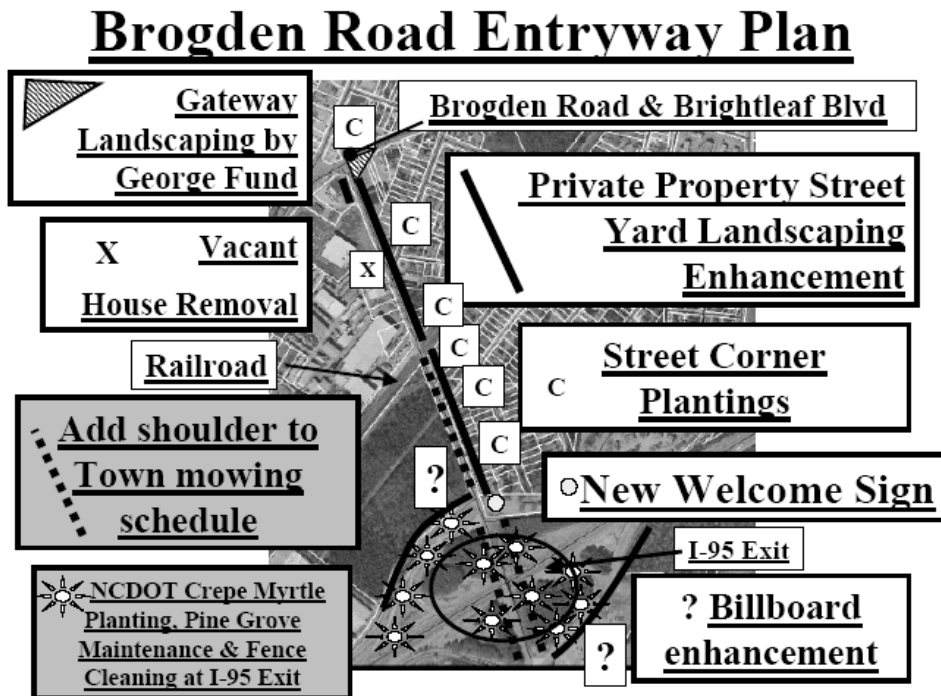 Brogden Road Entryway Plan
Gateway
Landscaping by
George Fund
Brogden Road & Brightleaf Blvd
C
Private Property Street
Yard Landscaping
Enhancement
X Vacant
House Removal
C
X
C
Railroad
C
C
C Street Corner
Plantings
Add shoulder to
Town mowing
schedule
C
?
New Welcome Sign
I-95 Exit
NCDOT Crepe Myrtle
Planting, Pine Grove
Maintenance & Fence
Cleaning at I-95 Exit
?
? Billboard
enhancement